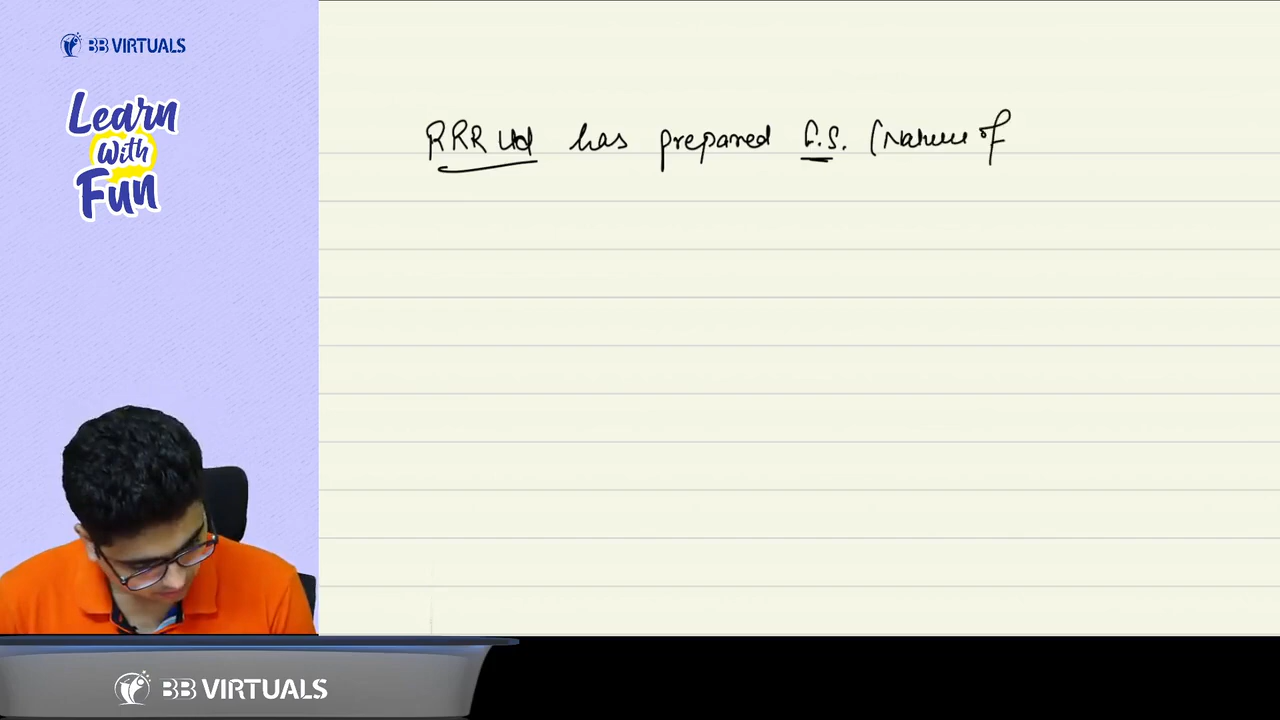 BB VIRTUALS
Learn
With
Fun
RRR Ltd has prepared F.S. (Nature of
BB VIRTUALS